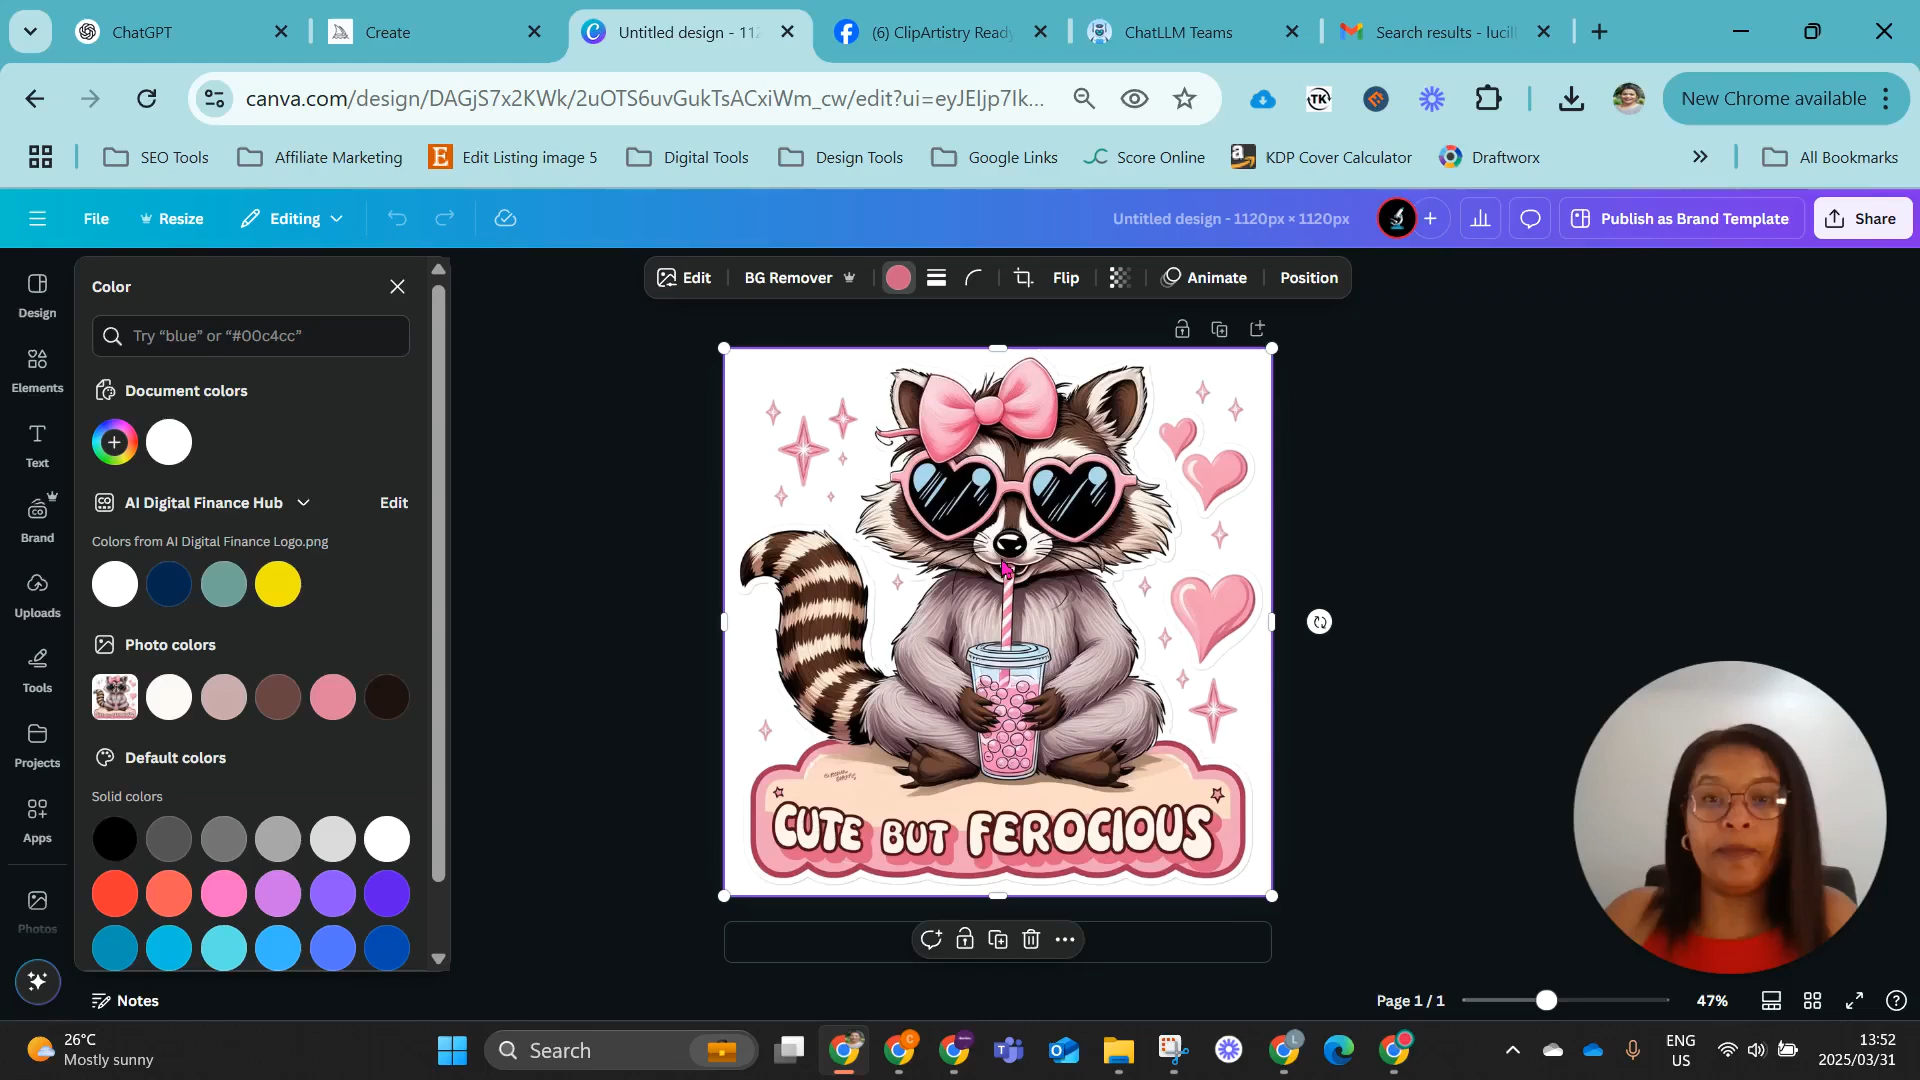 ChatGPT
Create
Untitled design - 112
(6) ClipArtistry Ready
ChatLLM Teams
Search results - lucill
canva.com/design/DAGjS7x2KWk/2uOTS6uvGukTsACxiWm_cw/edit?ui=eyJEIjp7Ik...
New Chrome available
SEO Tools
Affiliate Marketing
Edit Listing image 5
Digital Tools
Design Tools
Google Links
Score Online
KDP Cover Calculator
Draftworx
All Bookmarks
File
Resize
Editing
Untitled design - 1120px × 1120px
Publish as Brand Template
Share
Design
Elements
Text
Brand
Uploads
Tools
Projects
Apps
Photos
Color
Try “blue” or “#00c4cc”
Document colors
AI Digital Finance Hub
Edit
Colors from AI Digital Finance Logo.png
Photo colors
Default colors
Solid colors
Edit
BG Remover
Flip
Animate
Position
CUTE BUT FEROCIOUS
Notes
Page 1 / 1
47%
26°C
Mostly sunny
Search
ENG
US
13:52
2025/03/31